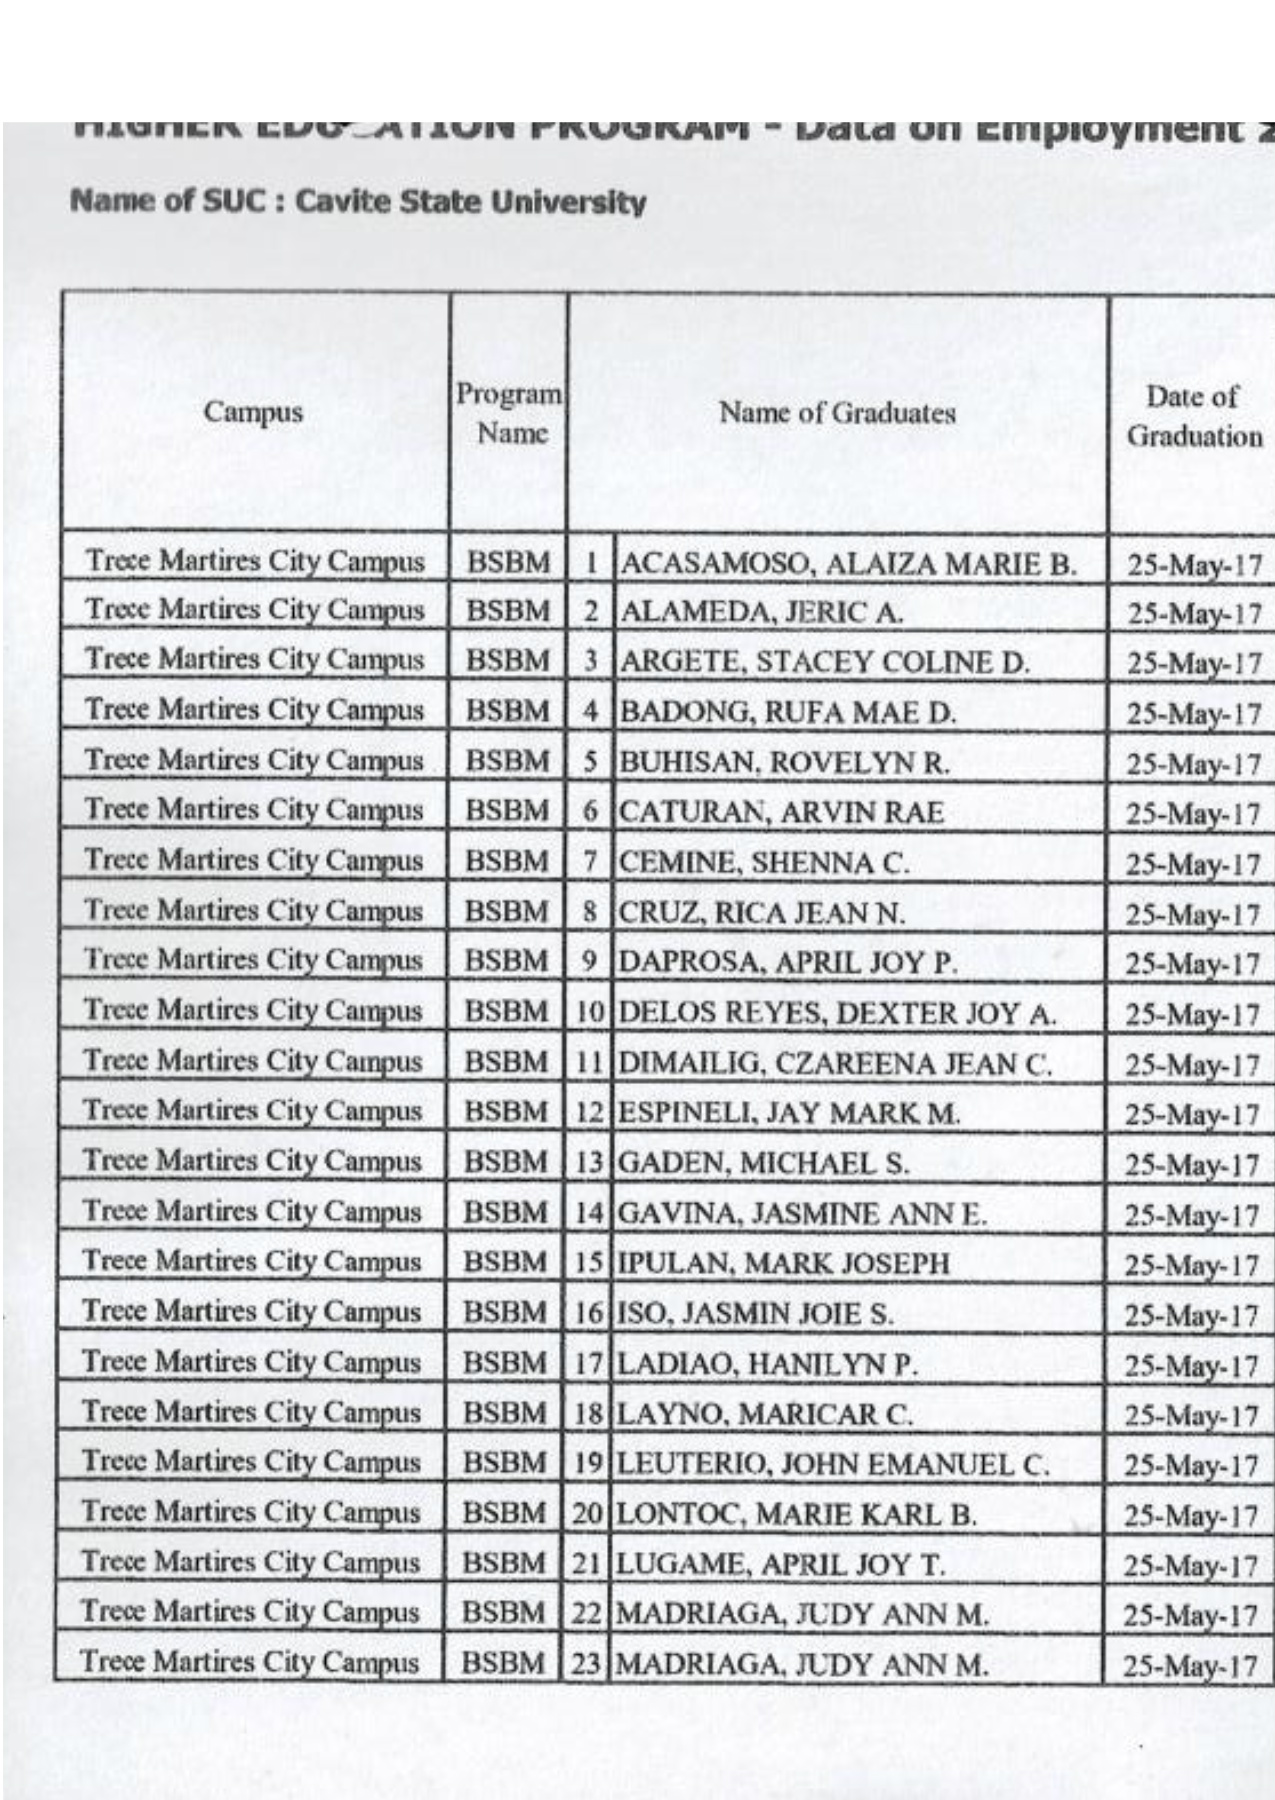 HIGHER EDUCATION PROGRAM - Data on Employment 2
Name of SUC : Cavite State University
Campus Program Name Name of Graduates Date of Graduation
Trece Martires City Campus BSBM 1 ACASAMOSO, ALAIZA MARIE B. 25-May-17
Trece Martires City Campus BSBM 2 ALAMEDA, JERIC A. 25-May-17
Trece Martires City Campus BSBM 3 ARGETE, STACEY COLINE D. 25-May-17
Trece Martires City Campus BSBM 4 BADONG, RUFA MAE D. 25-May-17
Trece Martires City Campus BSBM 5 BUHISAN, ROVELYN R. 25-May-17
Trece Martires City Campus BSBM 6 CATURAN, ARVIN RAE 25-May-17
Trece Martires City Campus BSBM 7 CEMINE, SHENNA C. 25-May-17
Trece Martires City Campus BSBM 8 CRUZ, RICA JEAN N. 25-May-17
Trece Martires City Campus BSBM 9 DAPROSA, APRIL JOY P. 25-May-17
Trece Martires City Campus BSBM 10 DELOS REYES, DEXTER JOY A. 25-May-17
Trece Martires City Campus BSBM 11 DIMAILIG, CZAREENA JEAN C. 25-May-17
Trece Martires City Campus BSBM 12 ESPINELI, JAY MARK M. 25-May-17
Trece Martires City Campus BSBM 13 GADEN, MICHAEL S. 25-May-17
Trece Martires City Campus BSBM 14 GAVINA, JASMINE ANN E. 25-May-17
Trece Martires City Campus BSBM 15 IPULAN, MARK JOSEPH 25-May-17
Trece Martires City Campus BSBM 16 ISO, JASMIN JOIE S. 25-May-17
Trece Martires City Campus BSBM 17 LADIAO, HANILYN P. 25-May-17
Trece Martires City Campus BSBM 18 LAYNO, MARICAR C. 25-May-17
Trece Martires City Campus BSBM 19 LEUTERIO, JOHN EMANUEL C. 25-May-17
Trece Martires City Campus BSBM 20 LONTOC, MARIE KARL B. 25-May-17
Trece Martires City Campus BSBM 21 LUGAME, APRIL JOY T. 25-May-17
Trece Martires City Campus BSBM 22 MADRIAGA, JUDY ANN M. 25-May-17
Trece Martires City Campus BSBM 23 MADRIAGA, JUDY ANN M. 25-May-17